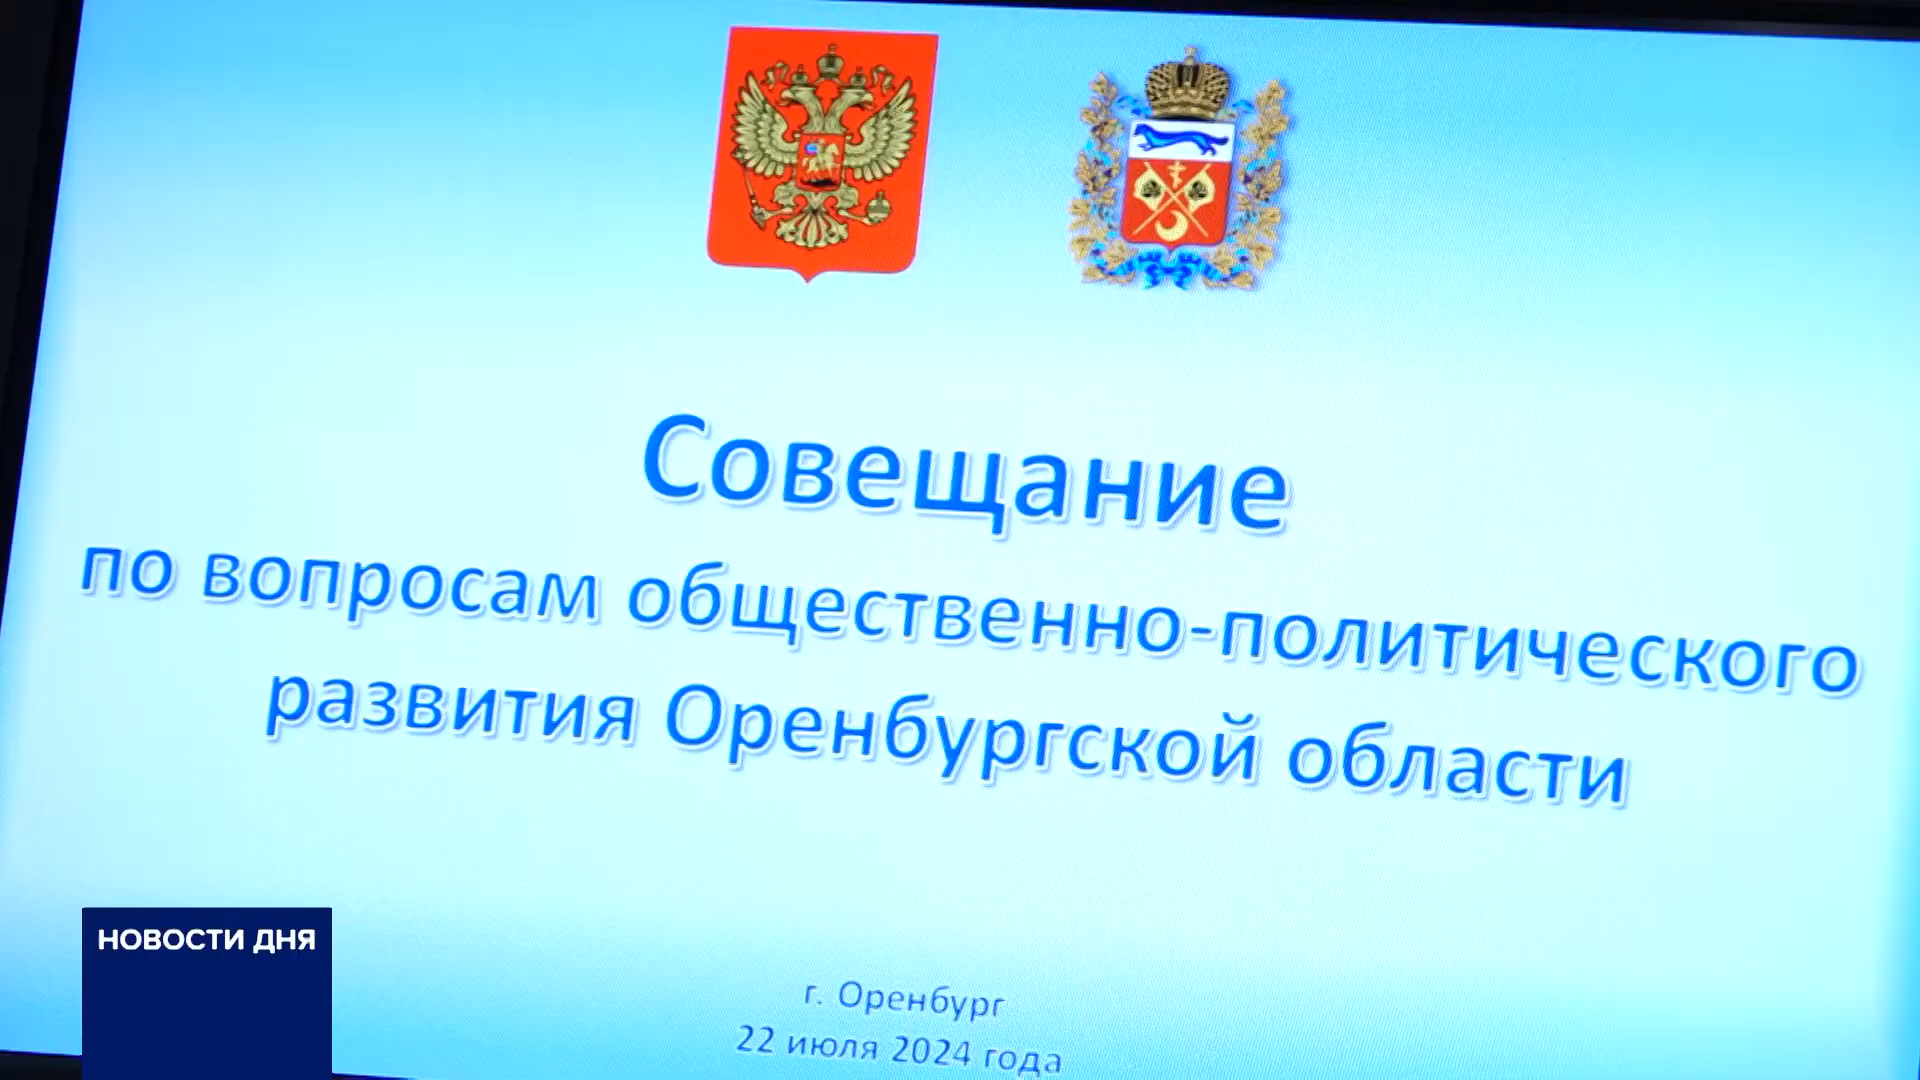 Совещание
по вопросам общественно-политического
развития Оренбургской области
г. Оренбург
22 июля 2024 года
НОВОСТИ ДНЯ